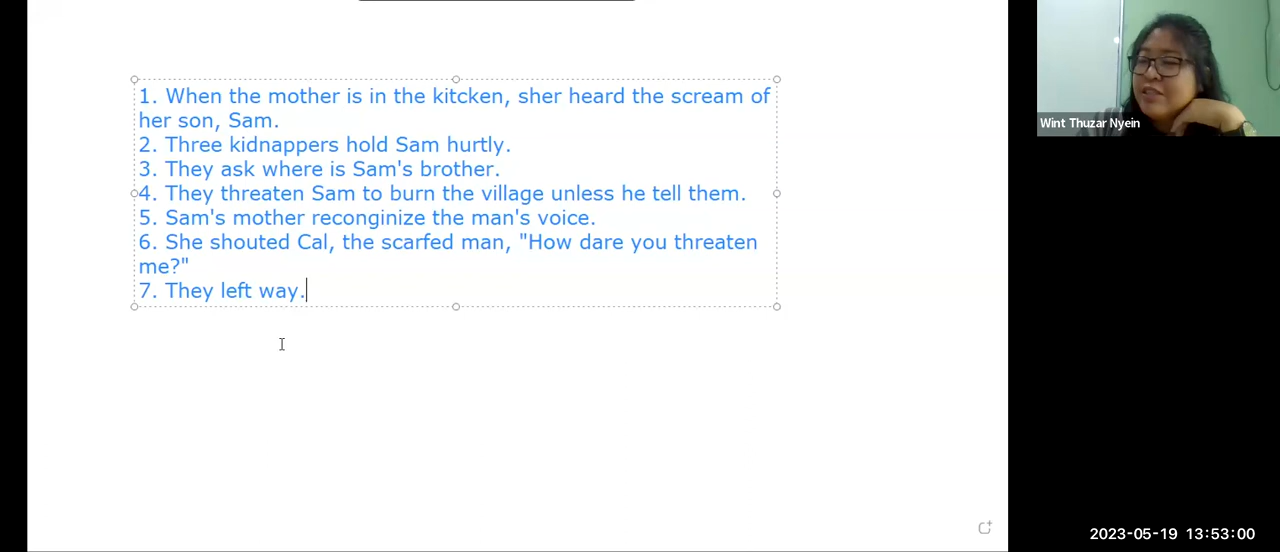 1. When the mother is in the kitcken, sher heard the scream of
her son, Sam.
2. Three kidnappers hold Sam hurtly.
3. They ask where is Sam's brother.
4. They threaten Sam to burn the village unless he tell them.
5. Sam's mother reconginize the man's voice.
6. She shouted Cal, the scarfed man, "How dare you threaten
me?"
7. They left way.
Wint Thuzar Nyein
2023-05-19 13:53:00